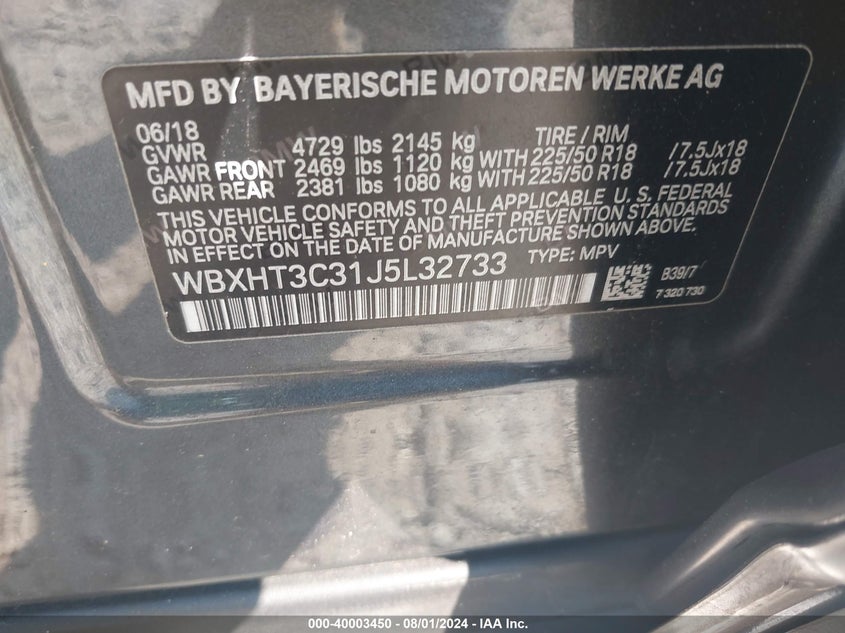 MFD BY BAYERISCHE MOTOREN WERKE AG
06/18 TIRE / RIM
GVWR 4729 lbs 2145 kg
GAWR FRONT 2469 lbs 1120 kg WITH 225/50 R18 /7.5Jx18
GAWR REAR 2381 lbs 1080 kg WITH 225/50 R18 /7.5Jx18
THIS VEHICLE CONFORMS TO ALL APPLICABLE U. S. FEDERAL
MOTOR VEHICLE SAFETY AND THEFT PREVENTION STANDARDS
IN EFFECT ON THE DATE OF MANUFACTURE SHOWN ABOVE.
WBXHT3C31J5L32733 TYPE: MPV
B39/7
7 320 730
000-40003450 - 08/01/2024 - IAA Inc.